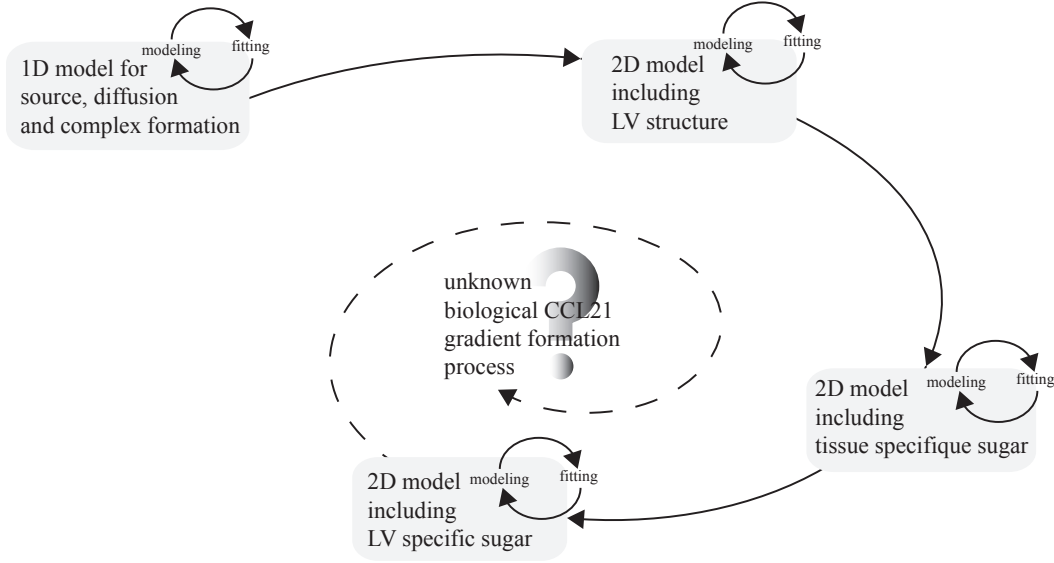 modeling
fitting
1D model for
source, diffusion
and complex formation
modeling
fitting
2D model
including
LV structure
unknown
biological CCL21
gradient formation
process
?
modeling
fitting
2D model
including
tissue specifique sugar
modeling
fitting
2D model
including
LV specific sugar